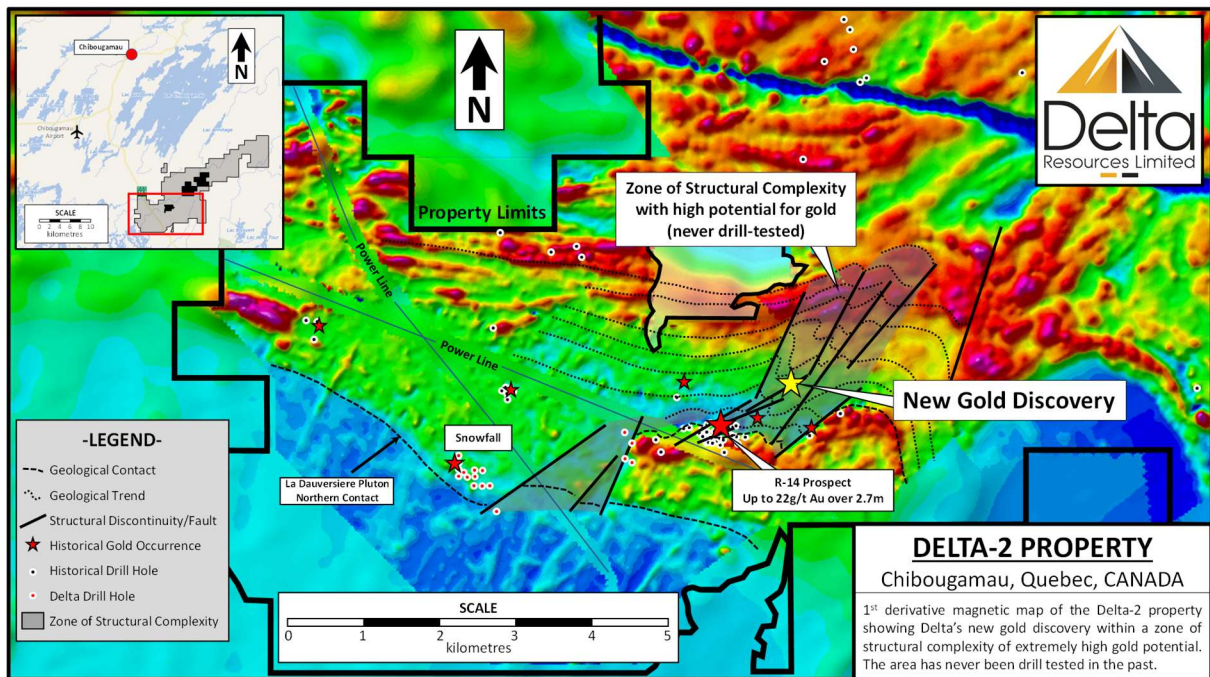 Chibougamau
N
Chibougamau
Airport
SCALE
0 2 4 6 8 10
kilometres
N
Delta
Resources Limited
Zone of Structural Complexity
with high potential for gold
(never drill-tested)
Property Limits
Power Line
Power Line
New Gold Discovery
Snowfall
La Dauversiere Pluton
Northern Contact
R-14 Prospect
Up to 22g/t Au over 2.7m
-LEGEND-
Geological Contact
Geological Trend
Structural Discontinuity/Fault
Historical Gold Occurrence
Historical Drill Hole
Delta Drill Hole
Zone of Structural Complexity
SCALE
0 1 2 3 4 5
kilometres
DELTA-2 PROPERTY
Chibougamau, Quebec, CANADA
1st derivative magnetic map of the Delta-2 property
showing Delta's new gold discovery within a zone of
structural complexity of extremely high gold potential.
The area has never been drill tested in the past.